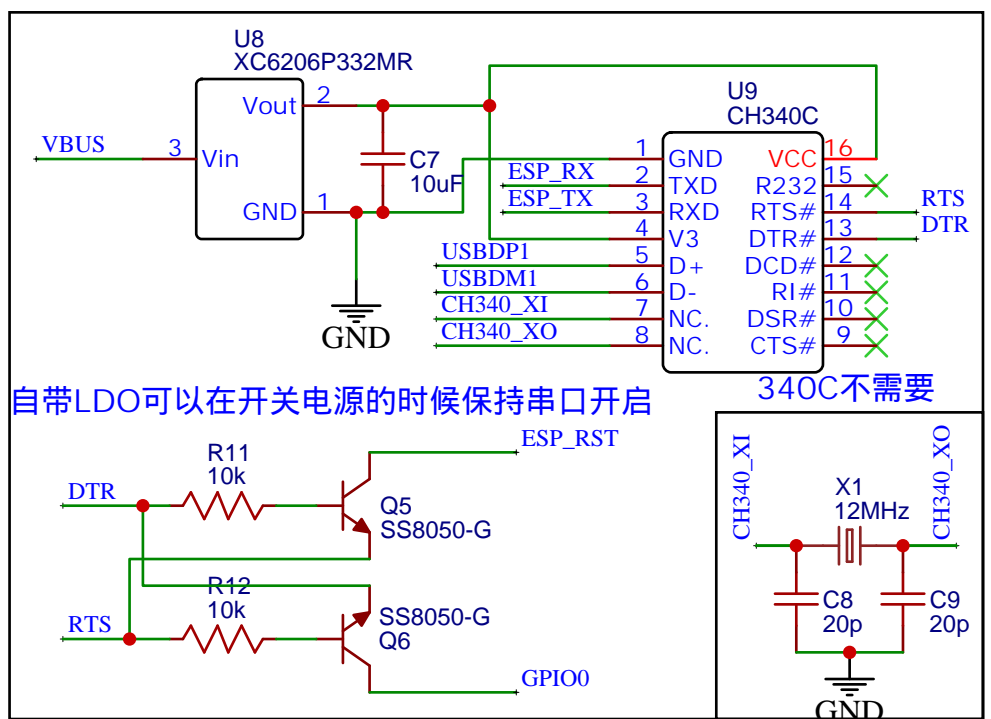 U8
XC6206P332MR
Vout
2
VBUS
3
Vin
C7
10uF
GND
1
GND
U9
CH340C
1
GND
VCC
16
ESP_RX
2
TXD
R232
15
ESP_TX
3
RXD
RTS#
14
RTS
4
V3
DTR#
13
DTR
USBDP1
5
D+
DCD#
12
USBDM1
6
D-
RI#
11
CH340_XI
7
NC.
DSR#
10
CH340_XO
8
NC.
CTS#
9
自带LDO可以在开关电源的时候保持串口开启
340C不需要
R11
10k
ESP_RST
DTR
Q5
SS8050-G
R12
10k
RTS
SS8050-G
Q6
GPIO0
CH340_XI
X1
12MHz
CH340_XO
C8
20p
C9
20p
GND